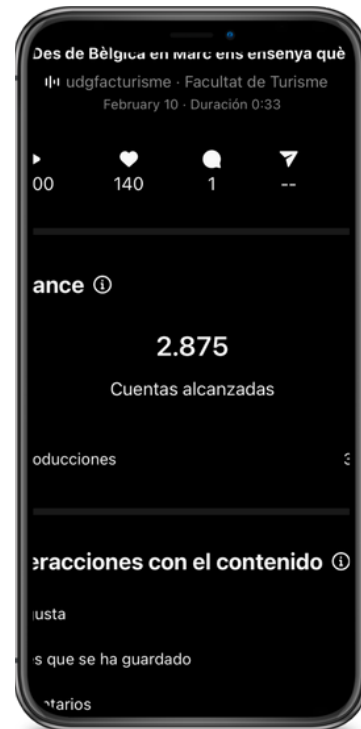 Des de Bèlgica en Marc ens ensenya què
udgfacturisme · Facultat de Turisme
February 10 · Duración 0:33
00 140 1 --
ance
2.875
Cuentas alcanzadas
oducciones
eracciones con el contenido
usta
es que se ha guardado
ntarios